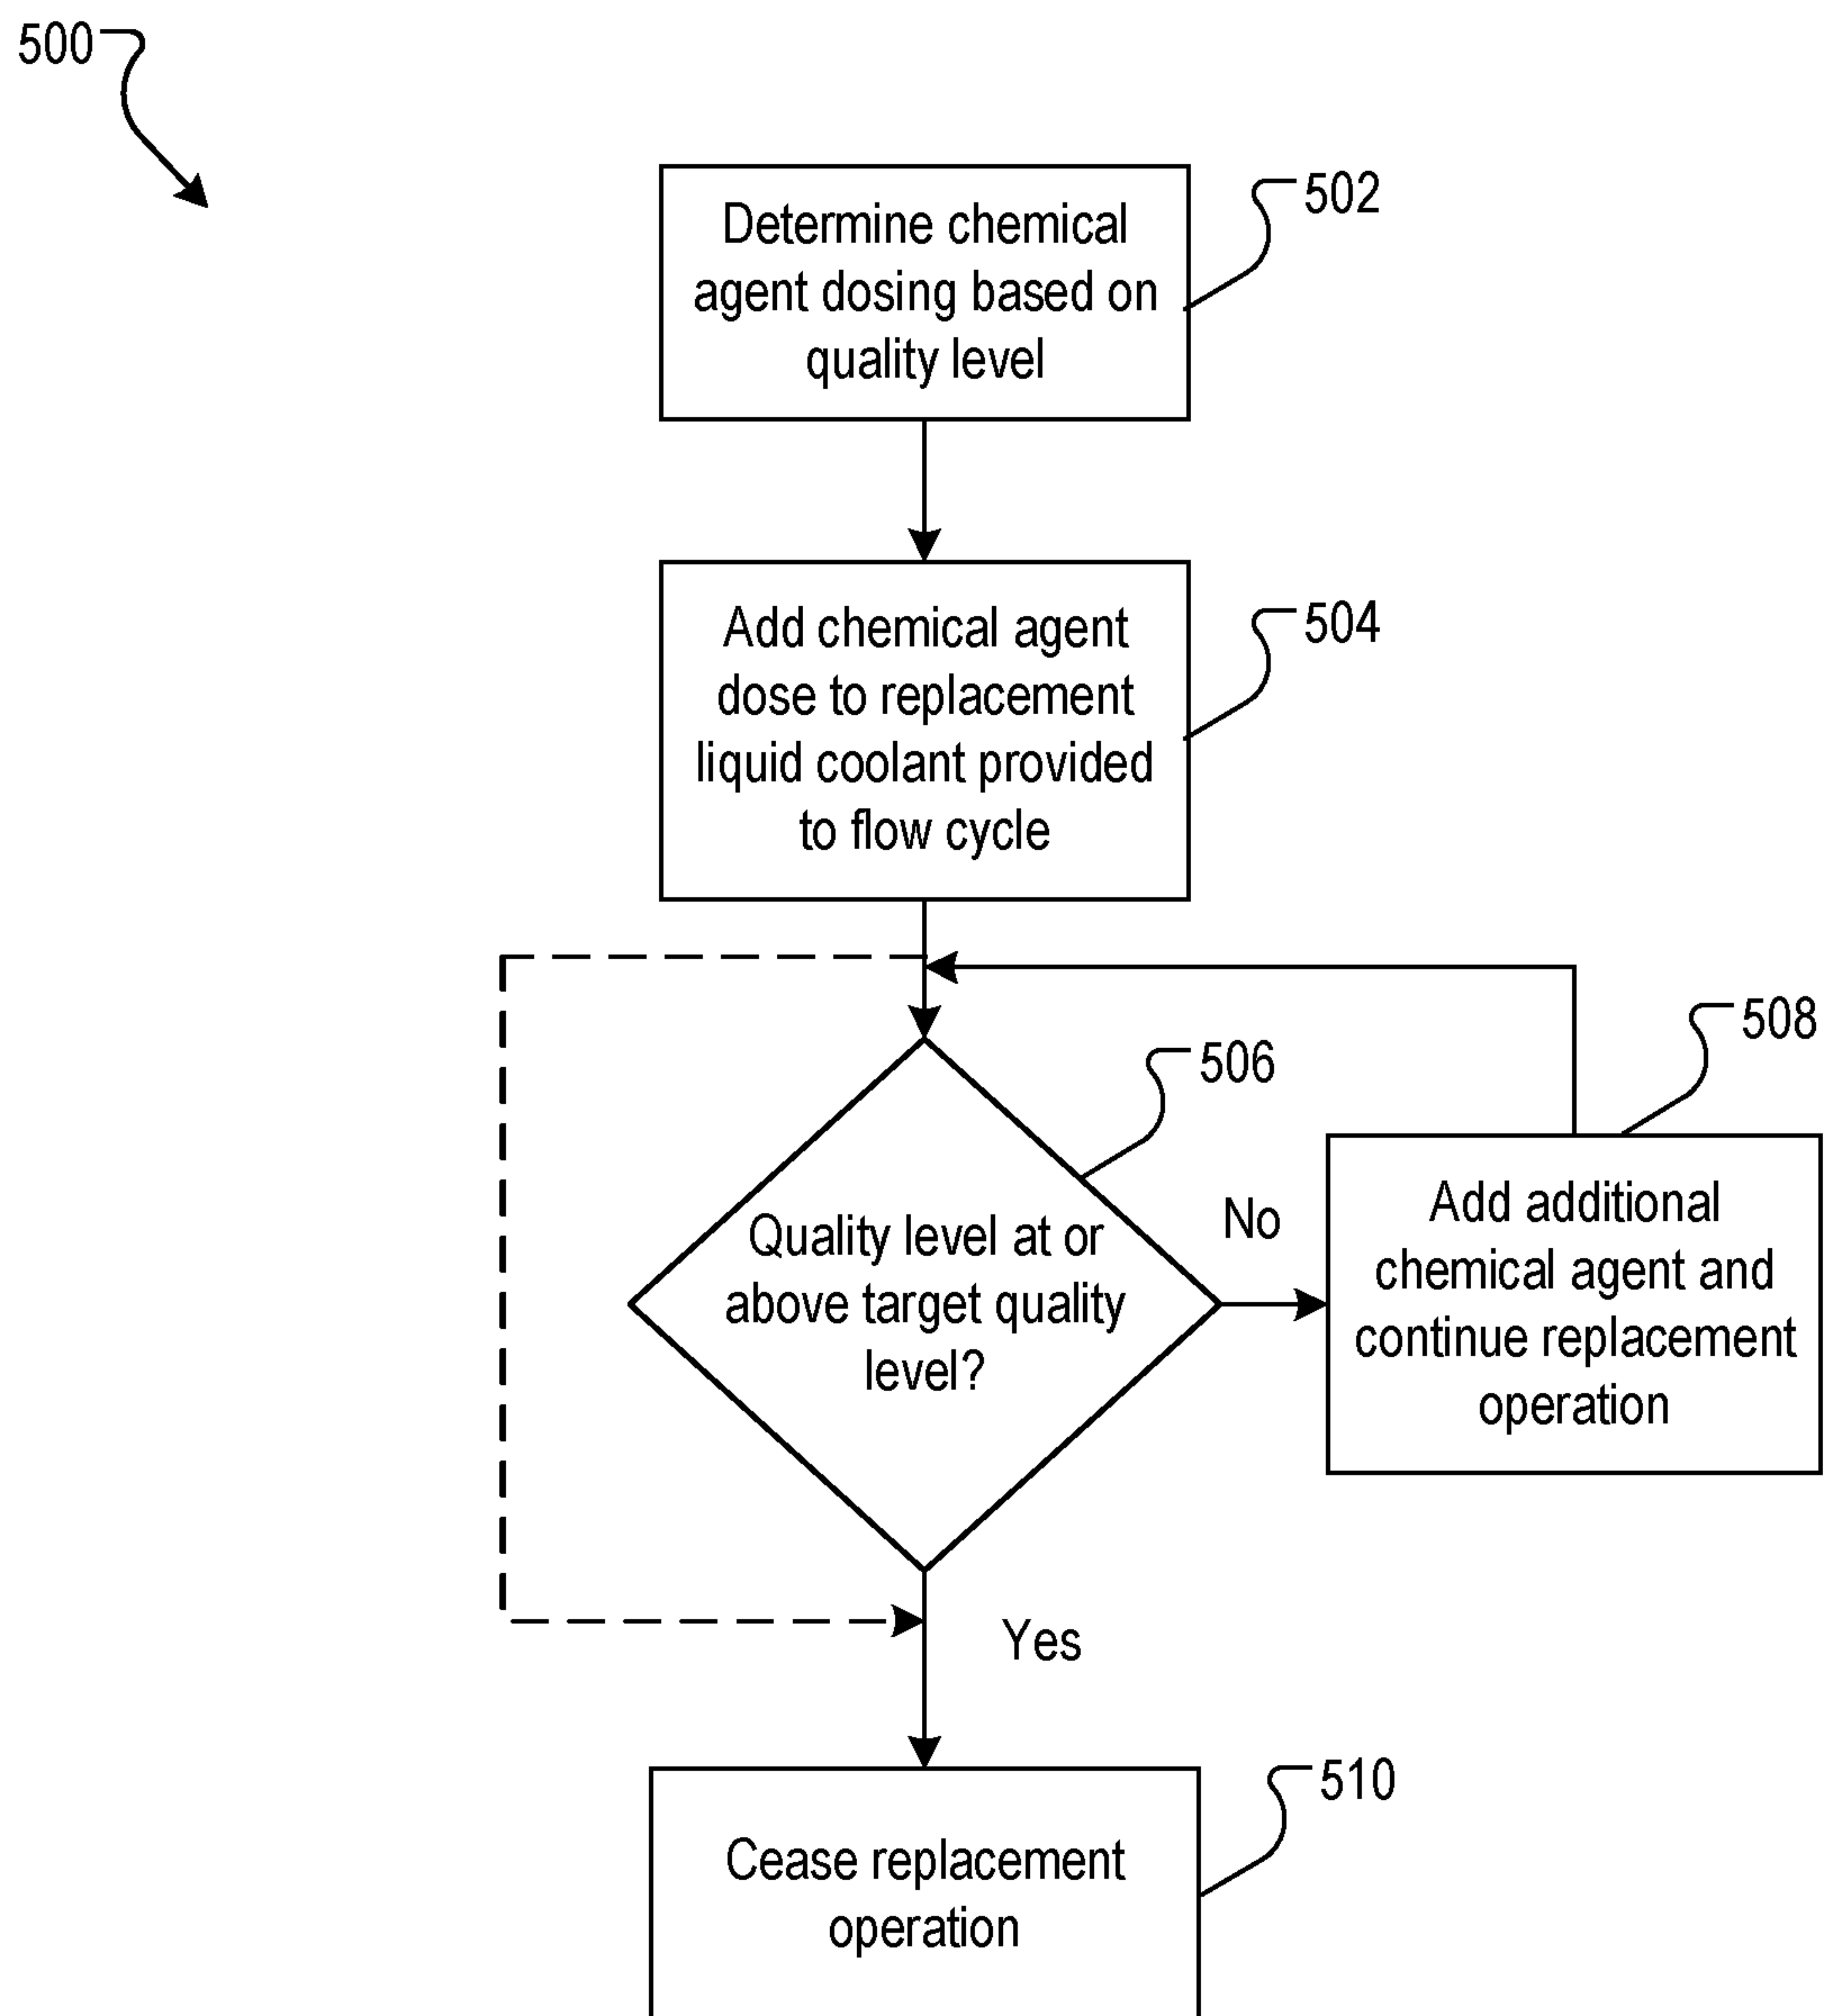 500
Determine chemical
agent dosing based on
quality level
502
Add chemical agent
dose to replacement
liquid coolant provided
to flow cycle
504
Quality level at or
above target quality
level?
506
No
Add additional
chemical agent and
continue replacement
operation
508
Yes
Cease replacement
operation
510